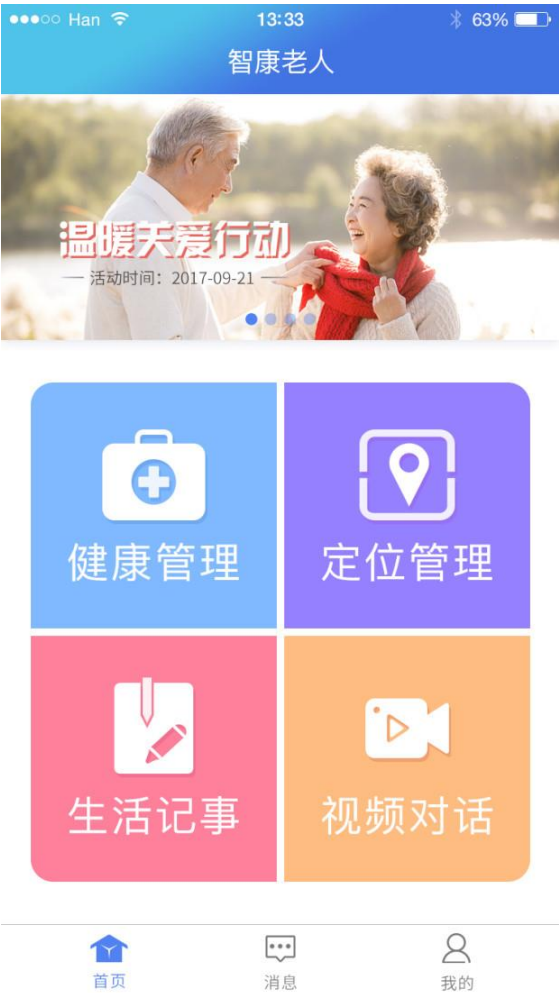 Han
13:33
63%
智康老人
温暖关爱行动
活动时间：2017-09-21
健康管理
定位管理
生活记事
视频对话
首页
消息
我的